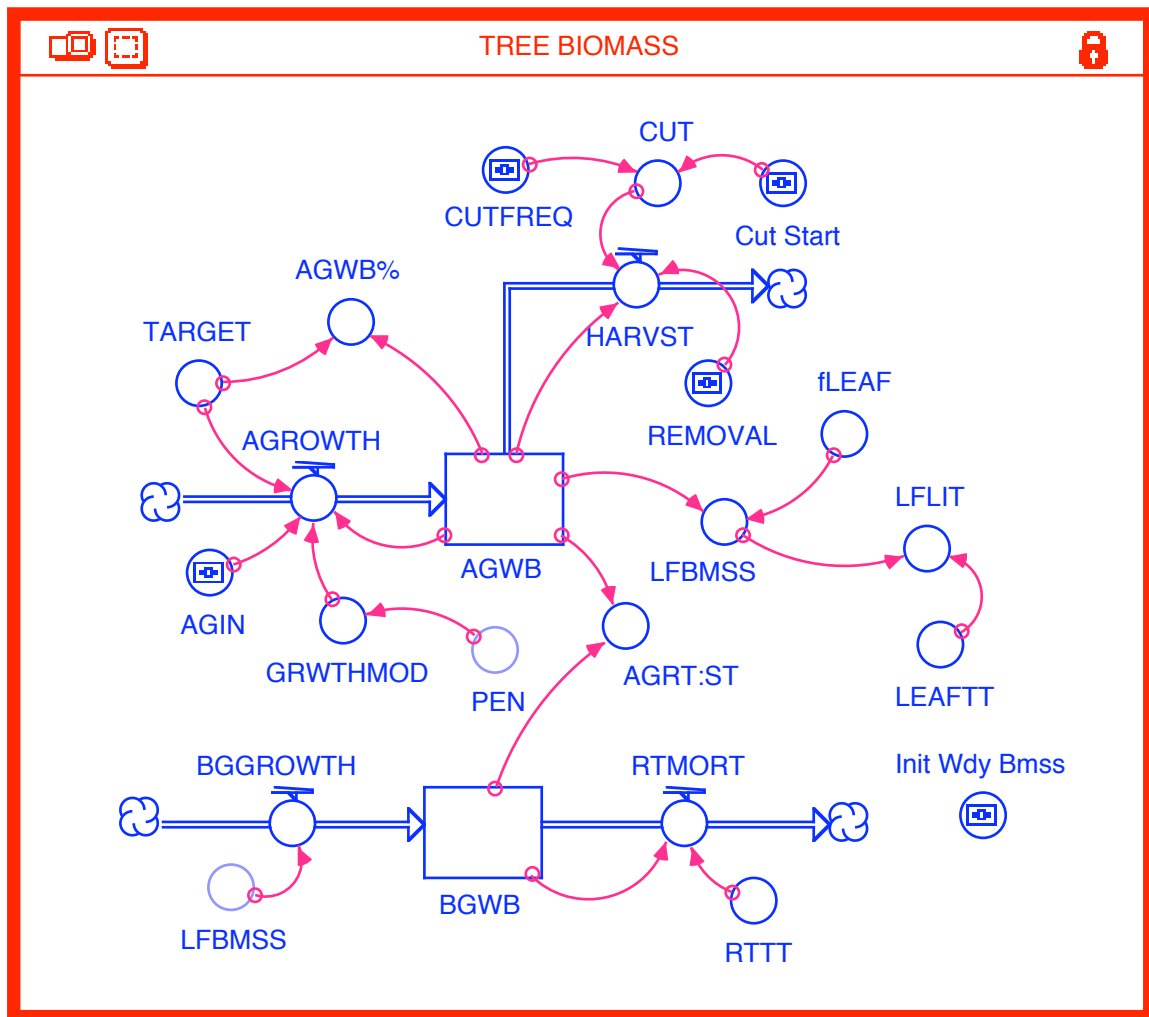 TREE BIOMASS
CUT
CUTFREQ
Cut Start
AGWB%
TARGET
HARVST
fLEAF
REMOVAL
AGROWTH
LFLIT
AGWB
LFBMSS
AGIN
GRWTHMOD
AGRT:ST
PEN
LEAFTT
BGGROWTH
RTMORT
Init Wdy Bmss
BGWB
LFBMSS
RTTT